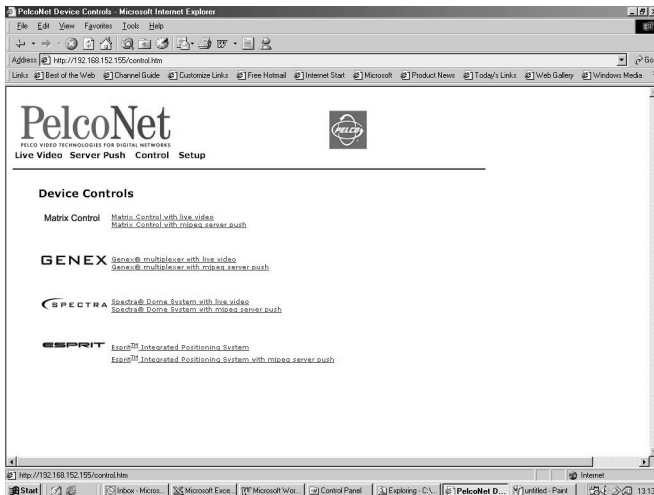 PelcoNet Device Controls - Microsoft Internet Explorer
File Edit View Favorites Tools Help
Address http://192.168.152.155/control.htm Go
Links Best of the Web Channel Guide Customize Links Free Hotmail Internet Start Microsoft Product News Today's Links Web Gallery Windows Media
PelcoNet
PELCO VIDEO TECHNOLOGIES FOR DIGITAL NETWORKS
PELCO
Live Video Server Push Control Setup
Device Controls
Matrix Control Matrix Control with live video
Matrix Control with mjpeg server push
GENEX Genex® multiplexer with live video
Genex® multiplexer with mjpeg server push
SPECTRA Spectra® Dome System with live video
Spectra® Dome System with mjpeg server push
ESPRIT Esprit™ Integrated Positioning System
Esprit™ Integrated Positioning System with mjpeg server push
http://192.168.152.155/control.htm Internet
Start Inbox - Micros... Microsoft Exce... Microsoft Wor... Control Panel Exploring - C:\... PelcoNet D... untitled - Paint 13:13